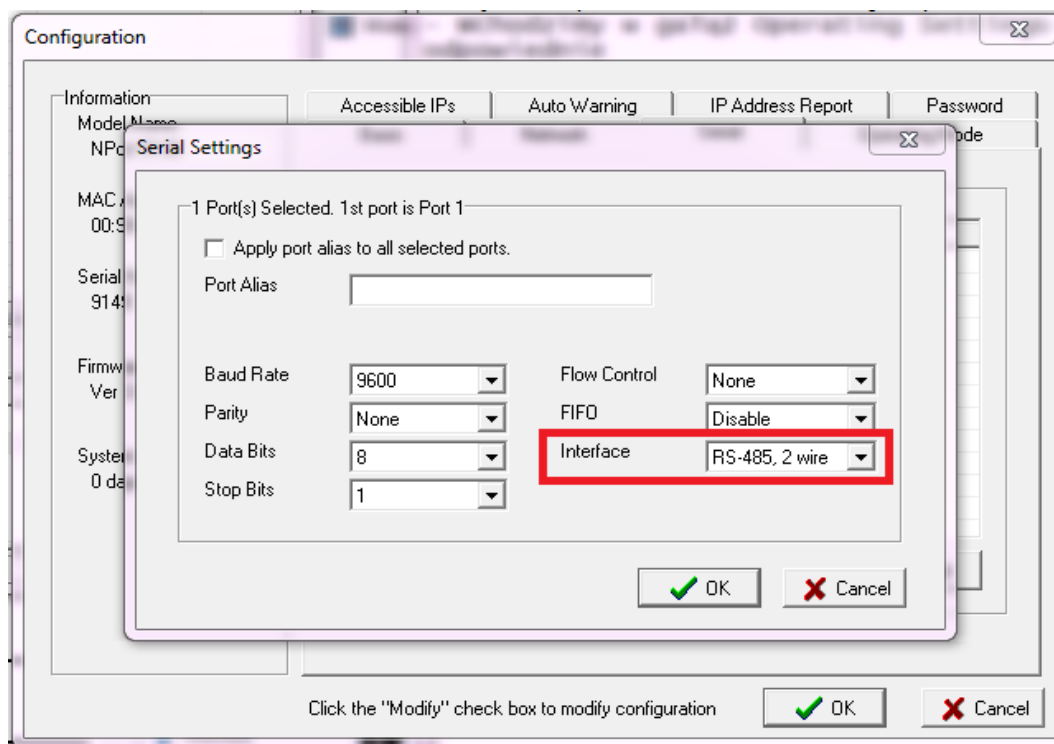 Configuration
Information
Model Name
NPo
MAC A
00:9
Serial
914
Firmw
Ver
System
0 da
Accessible IPs
Auto Warning
IP Address Report
Password
ode
Serial Settings
1 Port(s) Selected. 1st port is Port 1
Apply port alias to all selected ports.
Port Alias
Baud Rate
9600
Flow Control
None
Parity
None
FIFO
Disable
Data Bits
8
Interface
RS-485, 2 wire
Stop Bits
1
OK
Cancel
Click the "Modify" check box to modify configuration
OK
Cancel